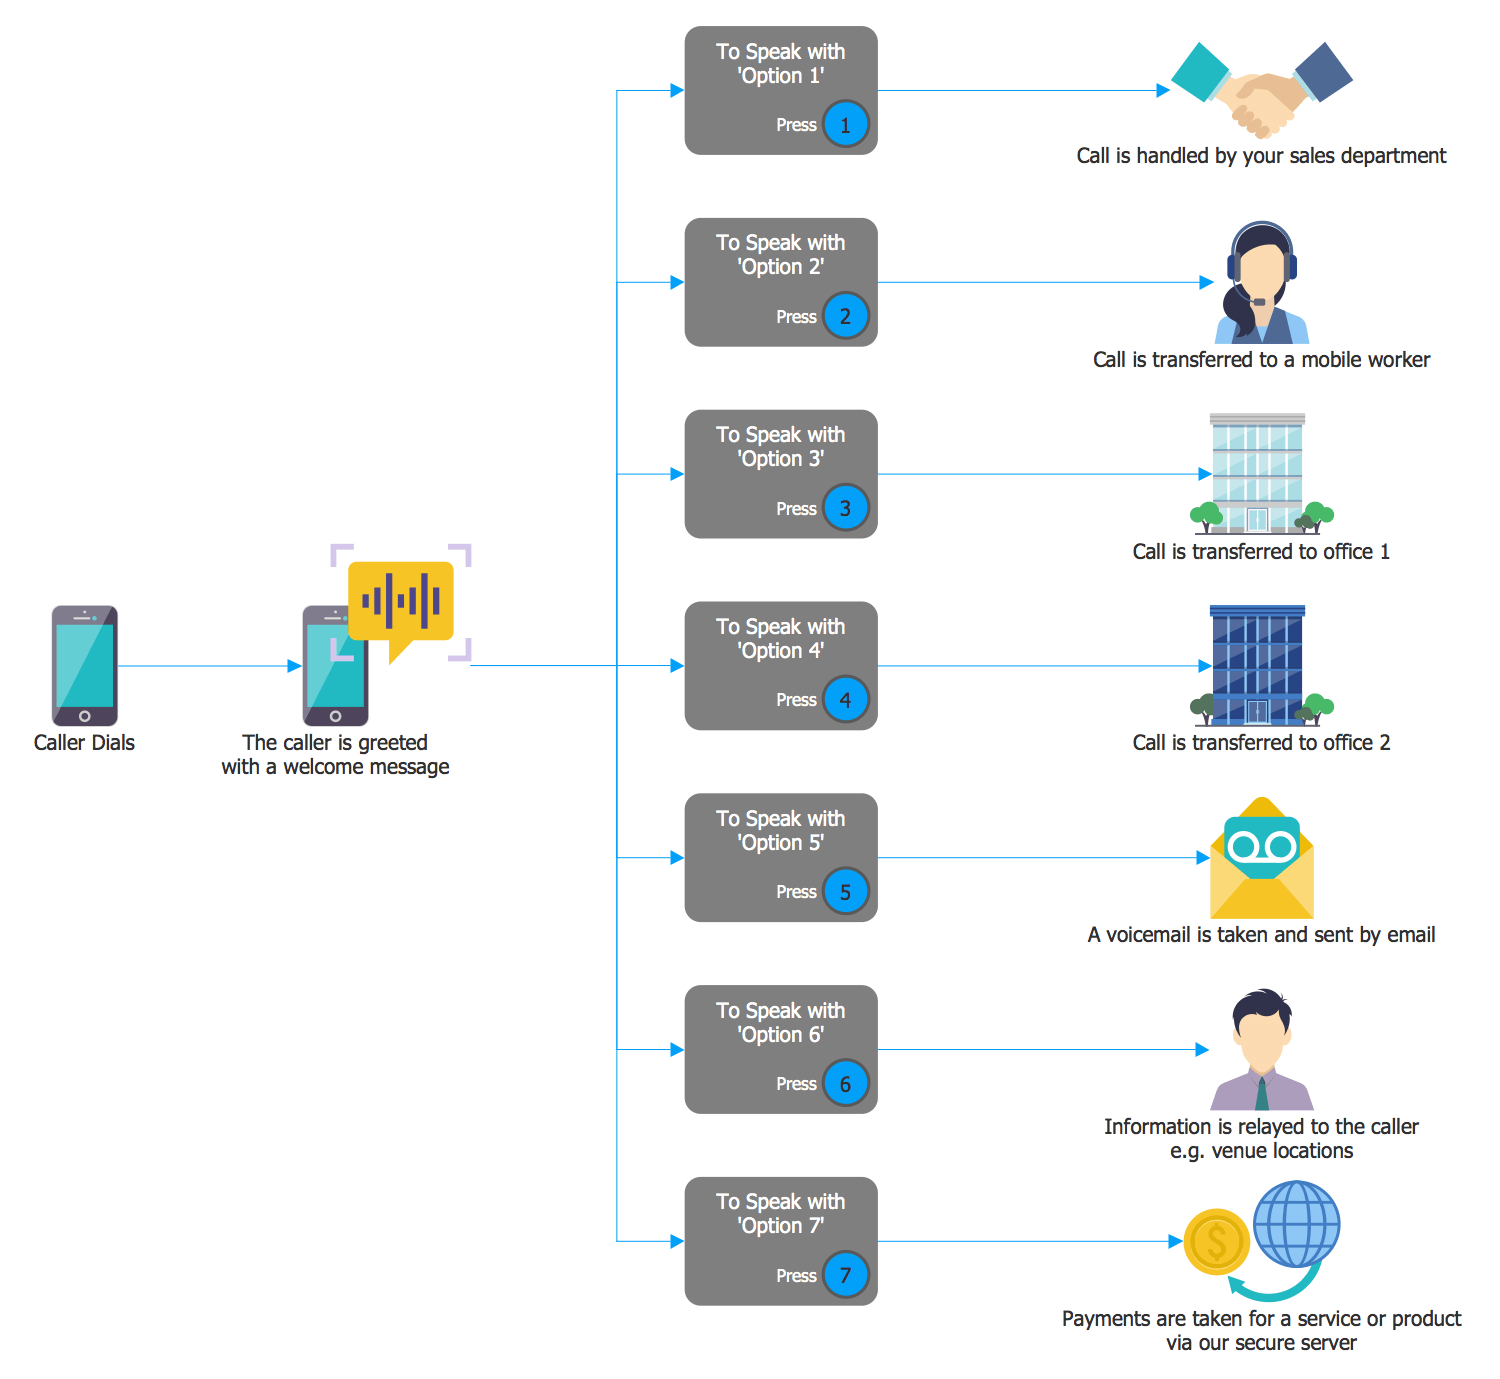 To Speak with
'Option 1'
Press 1
Call is handled by your sales department
To Speak with
'Option 2'
Press 2
Call is transferred to a mobile worker
To Speak with
'Option 3'
Press 3
Call is transferred to office 1
Caller Dials
The caller is greeted
with a welcome message
To Speak with
'Option 4'
Press 4
Call is transferred to office 2
To Speak with
'Option 5'
Press 5
A voicemail is taken and sent by email
To Speak with
'Option 6'
Press 6
Information is relayed to the caller
e.g. venue locations
To Speak with
'Option 7'
Press 7
$
Payments are taken for a service or product
via our secure server